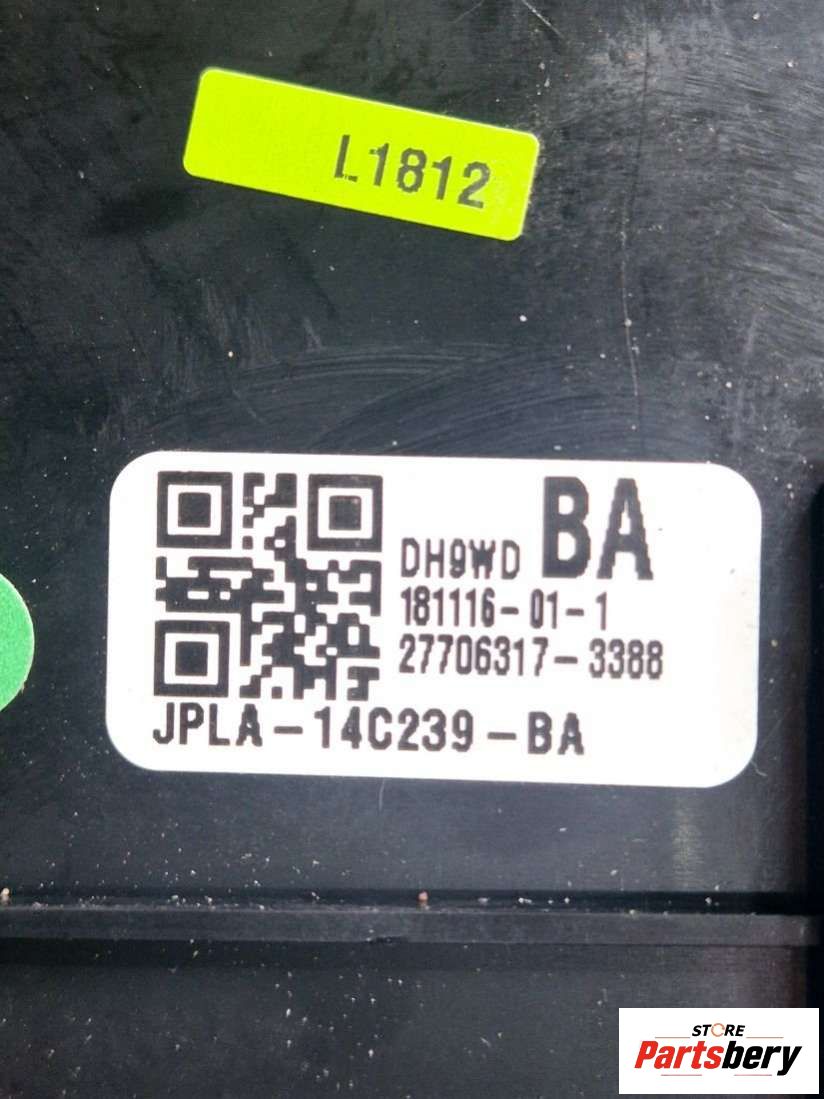 L1812
DH9WD BA
181116-01-1
27706317-3388
JPLA-14C239-BA
STORE
Partsbery